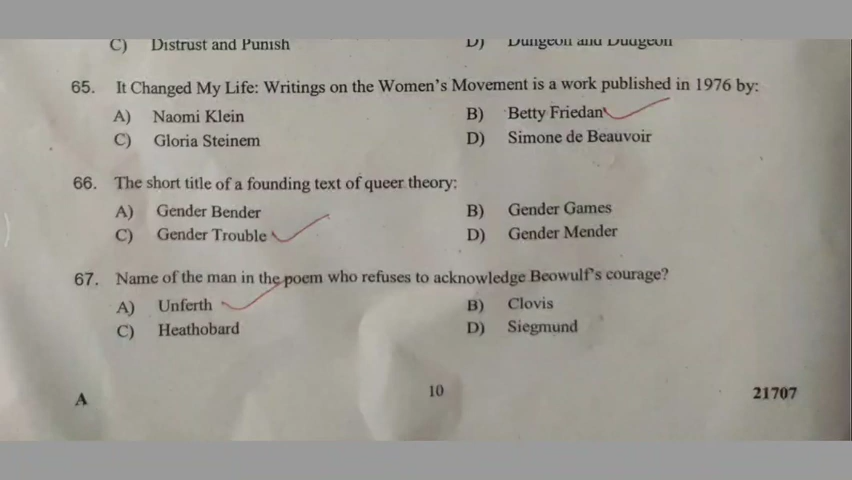 C) Distrust and Punish D) Dungeon and Dudgeon
65. It Changed My Life: Writings on the Women's Movement is a work published in 1976 by:
A) Naomi Klein B) Betty Friedan
C) Gloria Steinem D) Simone de Beauvoir
66. The short title of a founding text of queer theory:
A) Gender Bender B) Gender Games
C) Gender Trouble D) Gender Mender
67. Name of the man in the poem who refuses to acknowledge Beowulf's courage?
A) Unferth B) Clovis
C) Heathobard D) Siegmund
A 10 21707